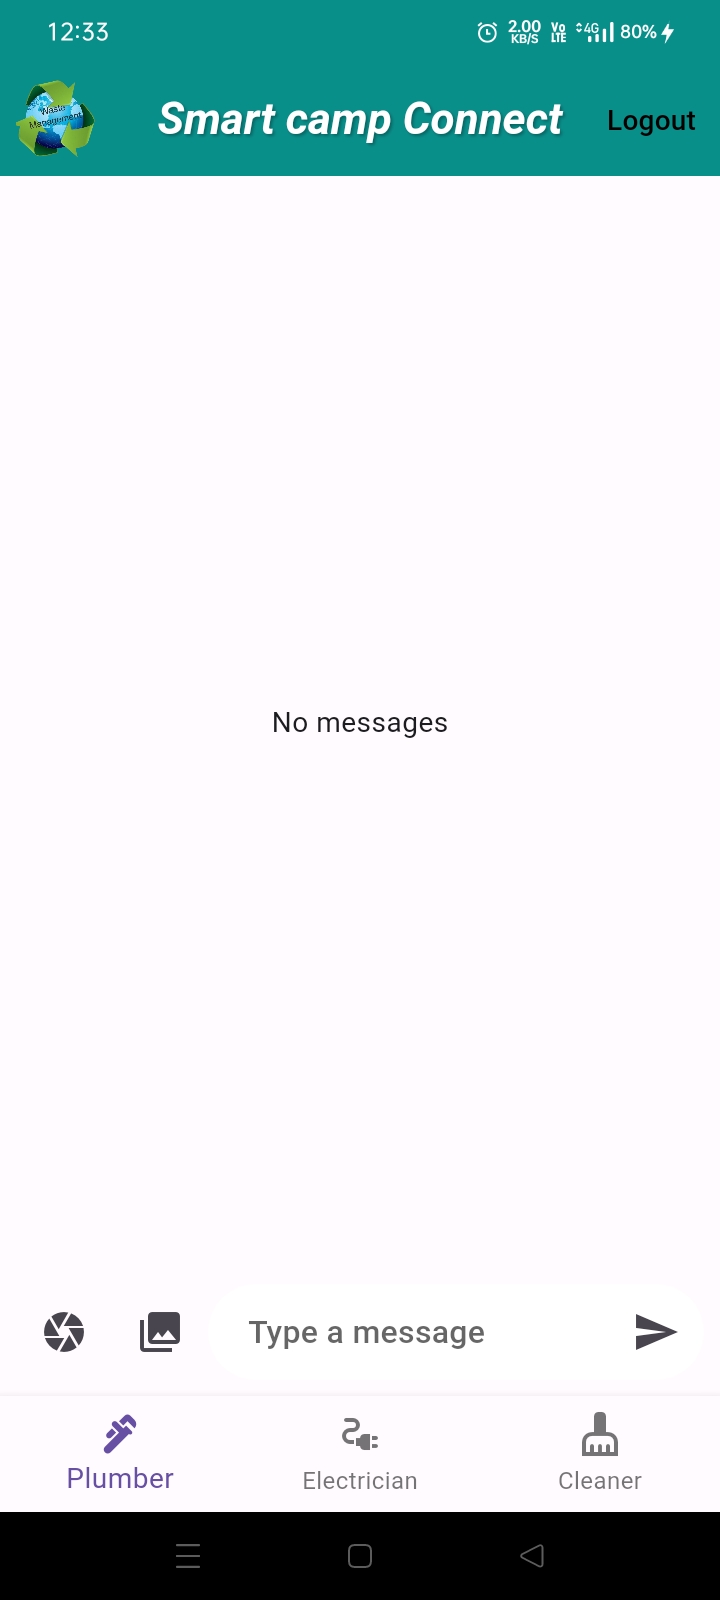 12:33
2.00
KB/S
Vo
LTE
4G
80%
Waste
Management
Smart camp Connect
Logout
No messages
Type a message
Plumber
Electrician
Cleaner